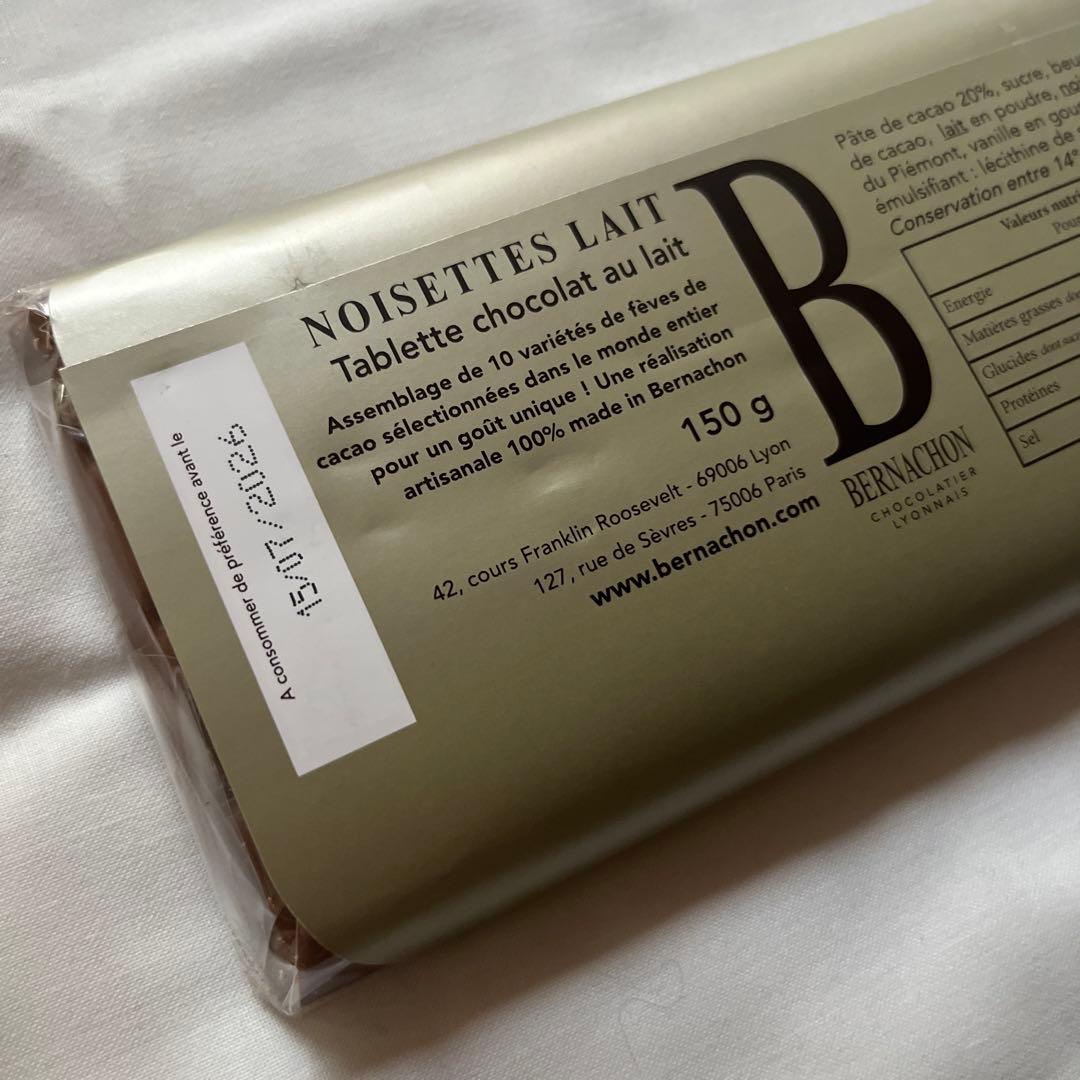 A consommer de préférence avant le
15/07/2026
NOISETTES LAIT
Tablette chocolat au lait
Assemblage de 10 variétés de fèves de
cacao sélectionnées dans le monde entier
pour un goût unique ! Une réalisation
artisanale 100% made in Bernachon
150 g
42, cours Franklin Roosevelt - 69006 Lyon
127, rue de Sèvres - 75006 Paris
www.bernachon.com
B
BERNACHON
CHOCOLATIER
LYONNAIS
Pâte de cacao 20%, sucre,
de cacao, lait en poudre,
du Piémont, vanille en
émulsifiant : lécithine de
Conservation entre 14°
Valeurs
Energie
Matières grasses
Glucides dont
Protéines
Sel